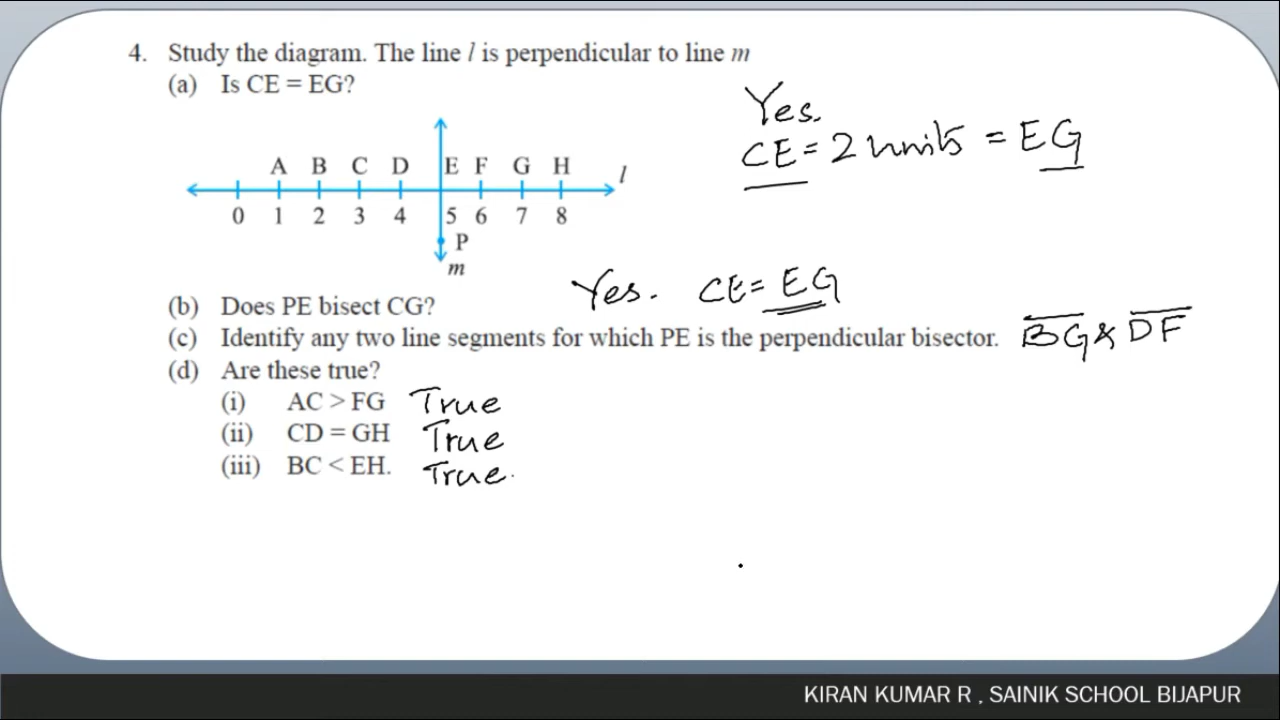 4. Study the diagram. The line l is perpendicular to line m
(a) Is CE = EG?
Yes.
CE = 2 units = EG
A B C D E F G H l
0 1 2 3 4 5 6 7 8
P
m
(b) Does PE bisect CG? Yes. CE = EG
(c) Identify any two line segments for which PE is the perpendicular bisector. BG & DF
(d) Are these true?
(i) AC > FG True
(ii) CD = GH True
(iii) BC < EH. True.
KIRAN KUMAR R , SAINIK SCHOOL BIJAPUR